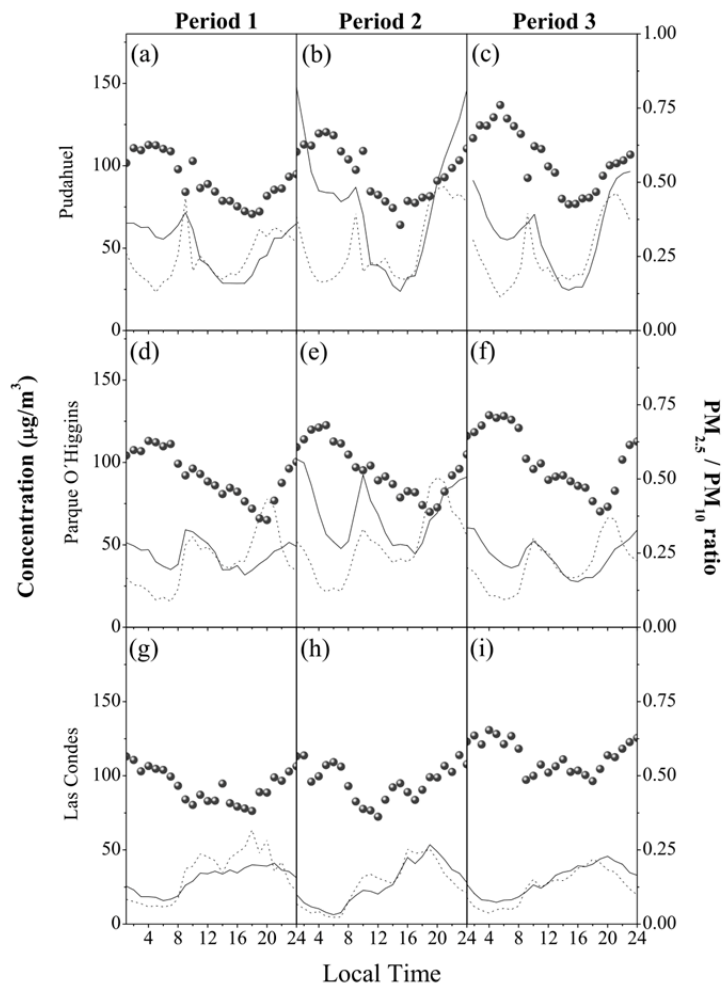 Period 1 Period 2 Period 3
(a) (b) (c)
150
100
50
0
1.00
0.75
0.50
0.25
0.00
Pudahuel
(d) (e) (f)
150
100
50
0
0.75
0.50
0.25
0.00
Parque O´Higgins
(g) (h) (i)
150
100
50
0
0.75
0.50
0.25
0.00
Las Condes
Concentration (µg/m³)
PM2.5 / PM10 ratio
4 8 12 16 20 24 4 8 12 16 20 24 4 8 12 16 20 24
Local Time